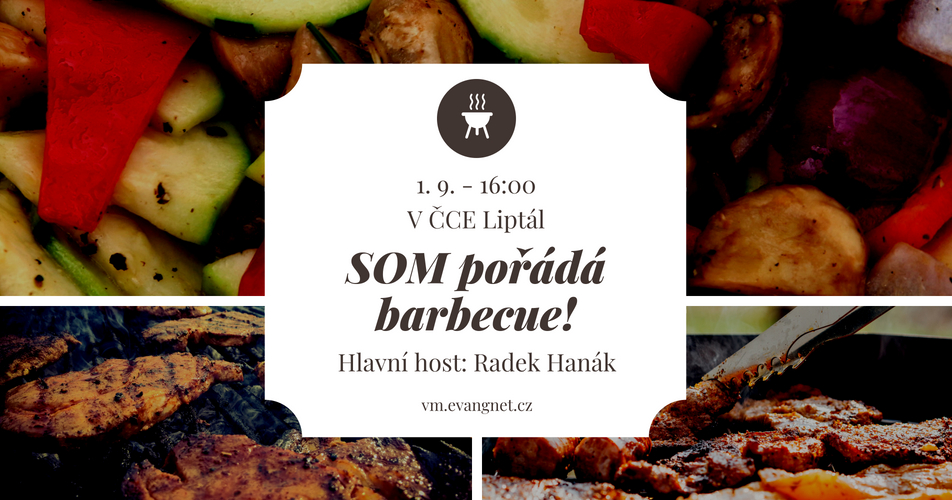 1. 9. - 16:00
V ČCE Liptál
SOM pořádá
barbecue!
Hlavní host: Radek Hanák
vm.evangnet.cz